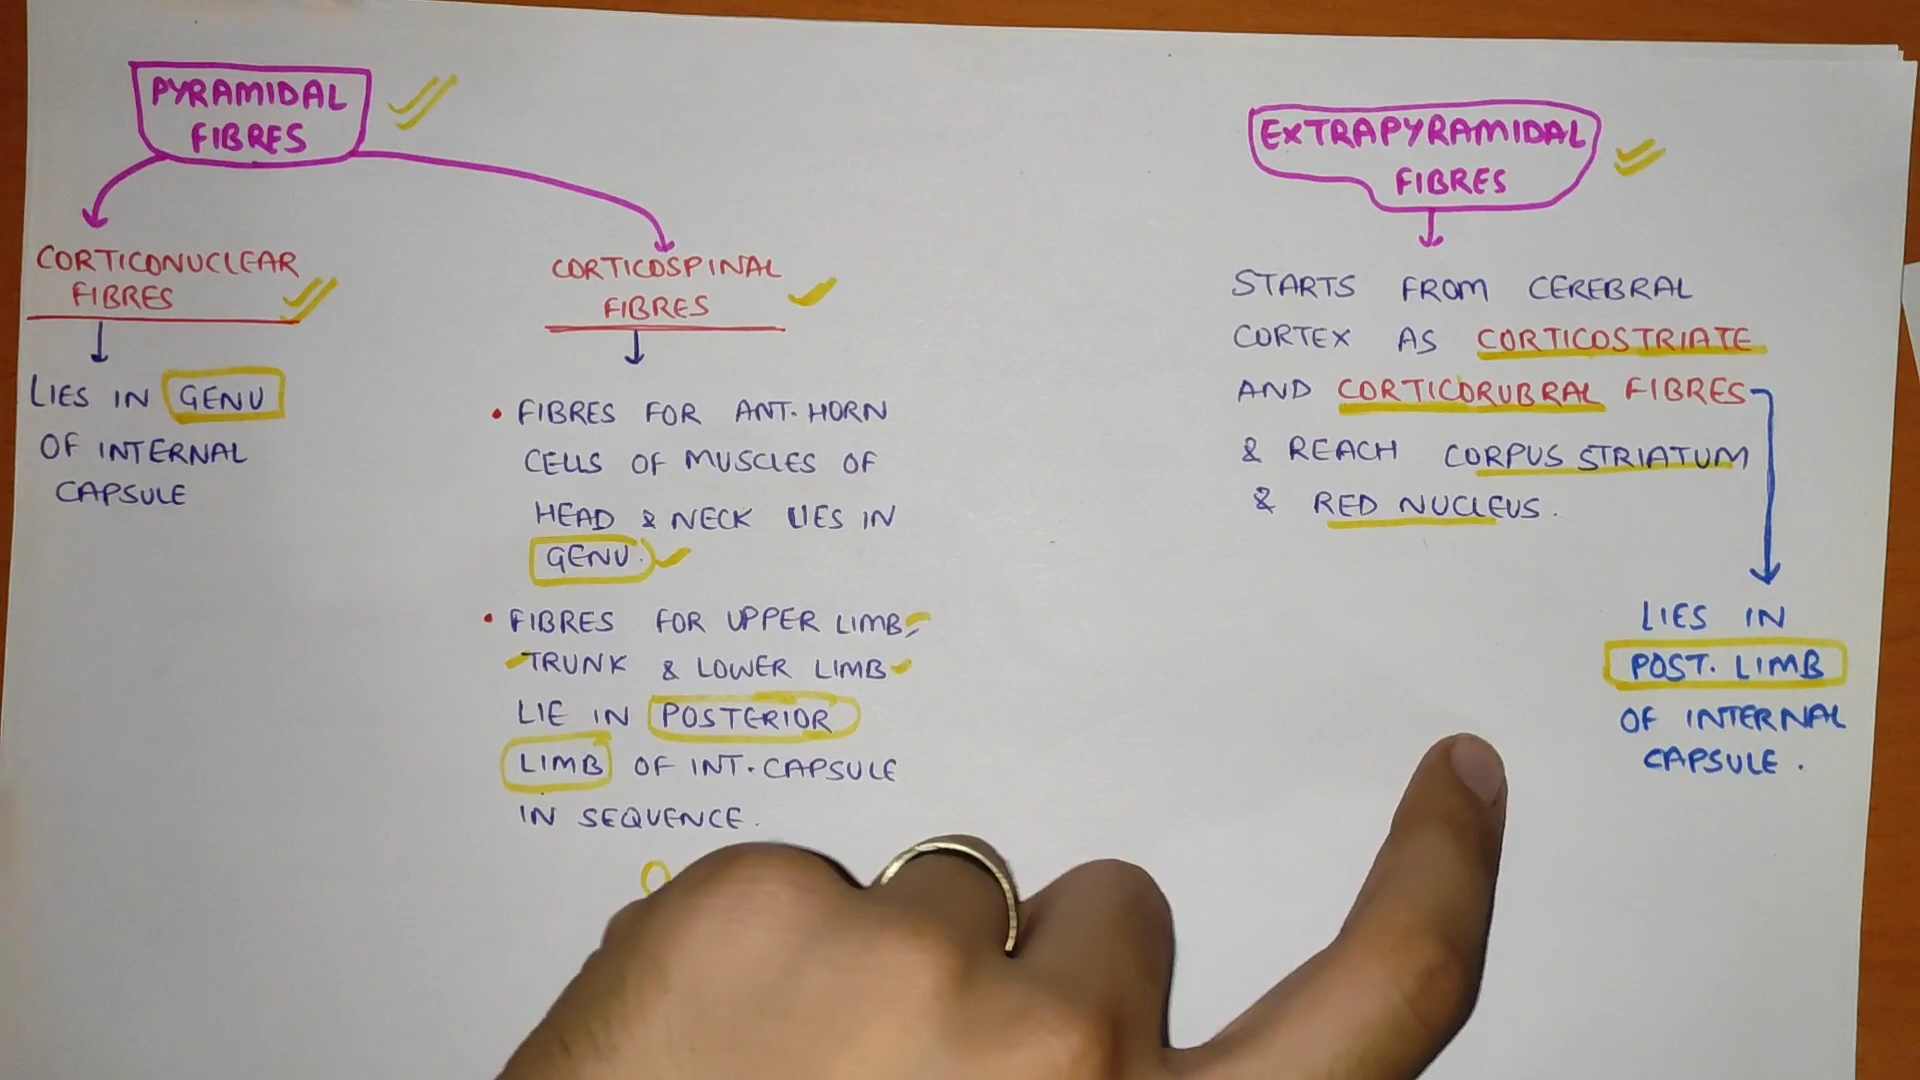 PYRAMIDAL
FIBRES
CORTICONUCLEAR
FIBRES
LIES IN GENU
OF INTERNAL
CAPSULE
CORTICOSPINAL
FIBRES
• FIBRES FOR ANT. HORN
CELLS OF MUSCLES OF
HEAD & NECK LIES IN
GENU.
• FIBRES FOR UPPER LIMB,
TRUNK & LOWER LIMB
LIE IN POSTERIOR
LIMB OF INT. CAPSULE
IN SEQUENCE.
EXTRAPYRAMIDAL
FIBRES
STARTS FROM CEREBRAL
CORTEX AS CORTICOSTRIATE
AND CORTICORUBRAL FIBRES
& REACH CORPUS STRIATUM
& RED NUCLEUS.
LIES IN
POST. LIMB
OF INTERNAL
CAPSULE.